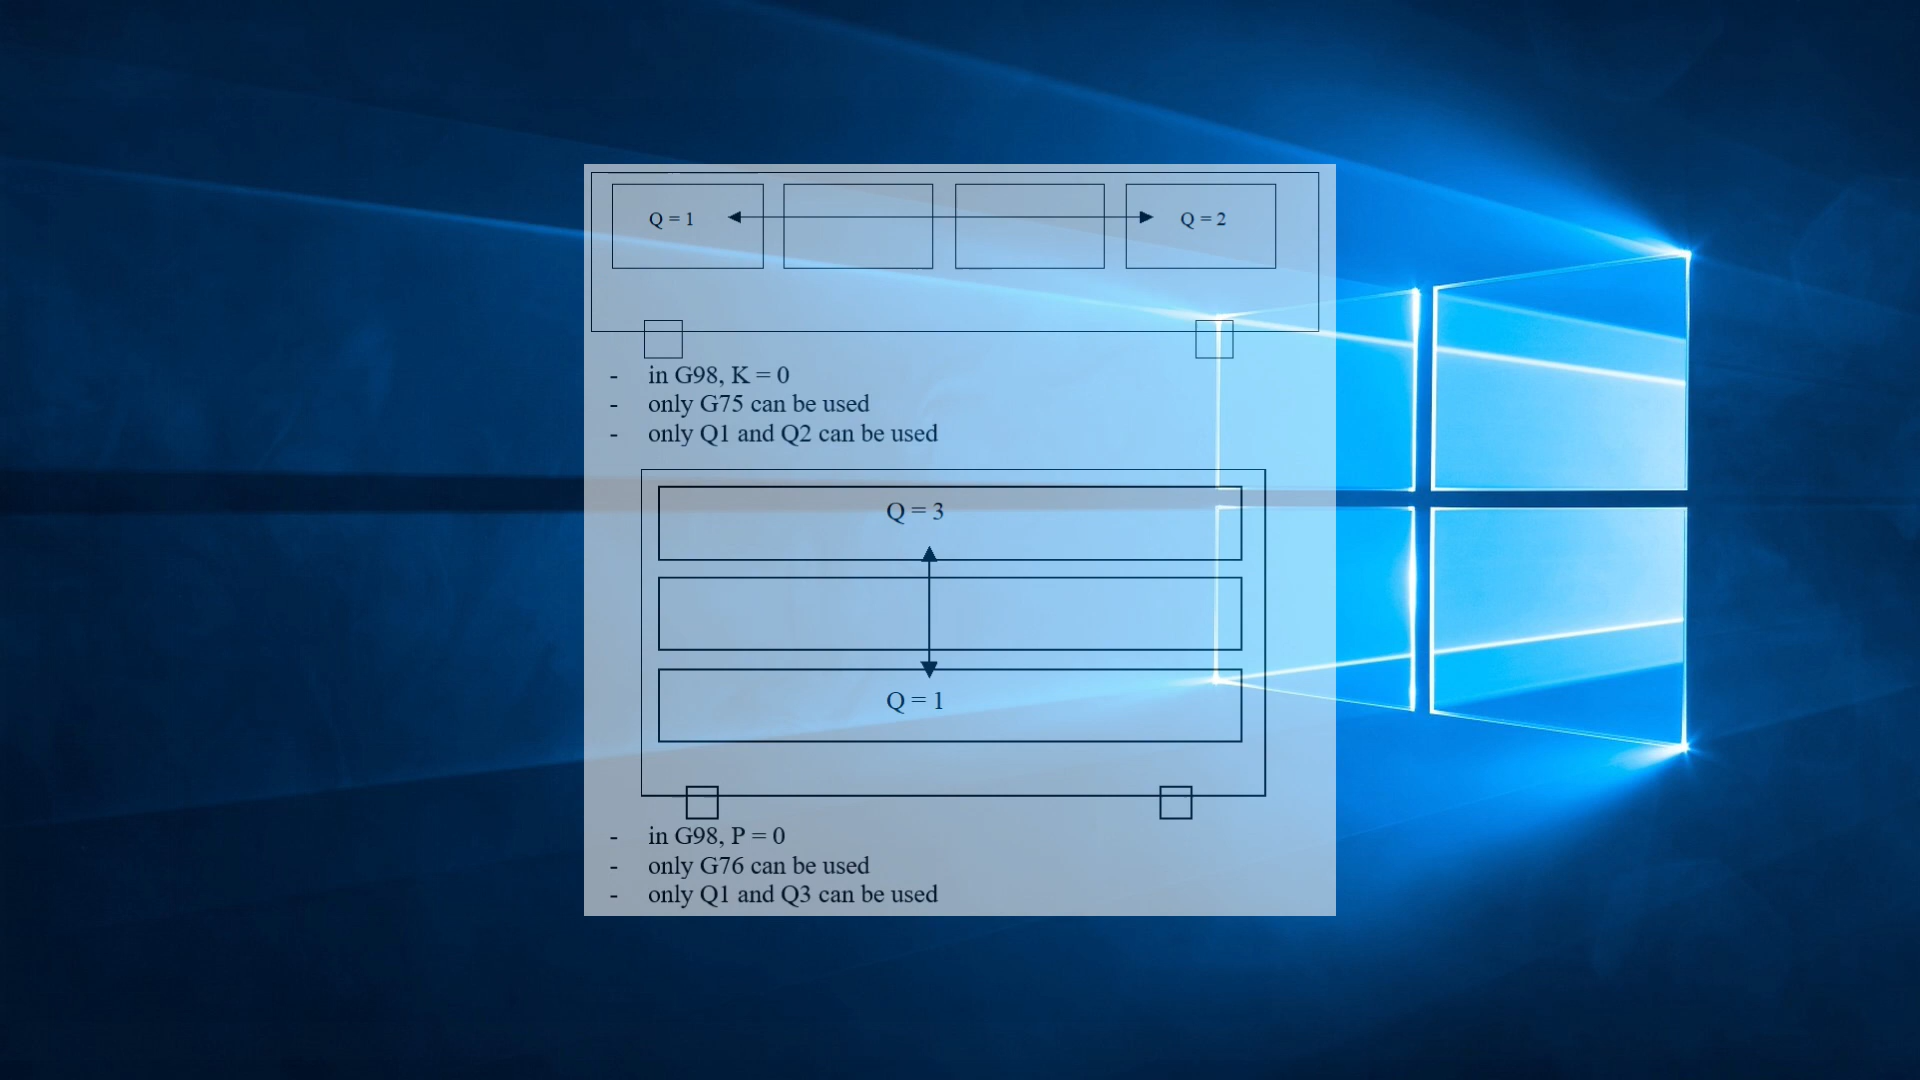 Q = 1 Q = 2
- in G98, K = 0
- only G75 can be used
- only Q1 and Q2 can be used
Q = 3
Q = 1
- in G98, P = 0
- only G76 can be used
- only Q1 and Q3 can be used